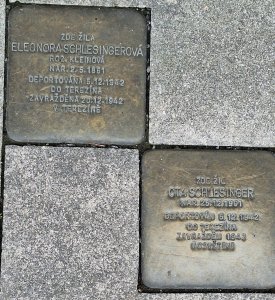 ZDE ŽILA
ELEONORA SCHLESINGEROVÁ
ROZ. KLEINOVÁ
NAR. 2.5.1861
DEPORTOVÁNA 5.12.1942
DO TEREZÍNA
ZAVRAŽDĚNA 20.12.1942
V TEREZÍNĚ
ZDE ŽIL
OTA SCHLESINGER
DEPORTOVÁN 5.12.1942
DO TEREZÍNA
ZAVRAŽDĚN 1943